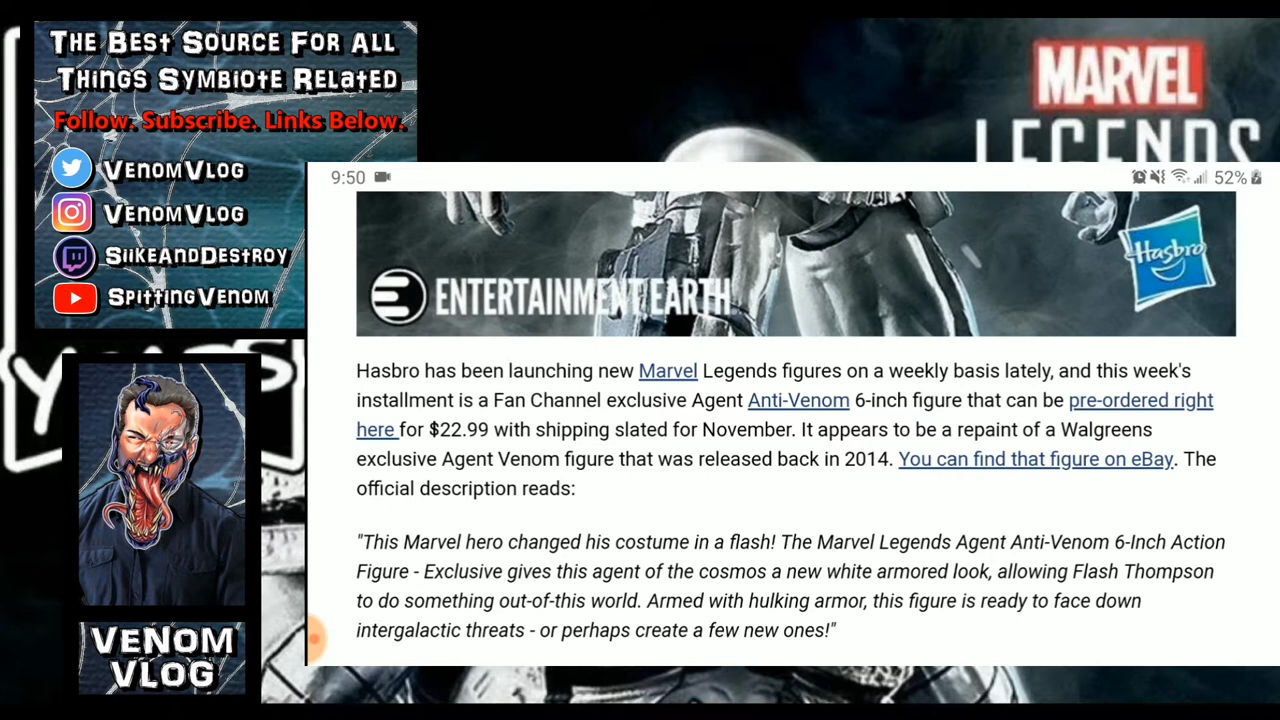 The Best Source For All
Things Symbiote Related
Follow. Subscribe. Links Below.
VenomVlog
VenomVlog
SiikeAndDestroy
SpittingVenom
VENOM
VLOG
MARVEL
LEGENDS
9:50
52%
Hasbro
ENTERTAINMENT EARTH
Hasbro has been launching new Marvel Legends figures on a weekly basis lately, and this week's
installment is a Fan Channel exclusive Agent Anti-Venom 6-inch figure that can be pre-ordered right
here for $22.99 with shipping slated for November. It appears to be a repaint of a Walgreens
exclusive Agent Venom figure that was released back in 2014. You can find that figure on eBay. The
official description reads:
"This Marvel hero changed his costume in a flash! The Marvel Legends Agent Anti-Venom 6-Inch Action
Figure - Exclusive gives this agent of the cosmos a new white armored look, allowing Flash Thompson
to do something out-of-this world. Armed with hulking armor, this figure is ready to face down
intergalactic threats - or perhaps create a few new ones!"